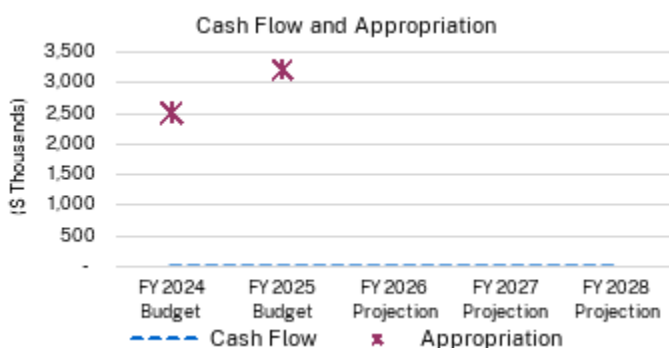 Cash Flow and Appropriation
3,500
3,000
2,500
2,000
1,500
1,000
500
-
($ Thousands)
FY 2024 FY 2025 FY 2026 FY 2027 FY 2028
Budget Budget Projection Projection Projection
Cash Flow Appropriation